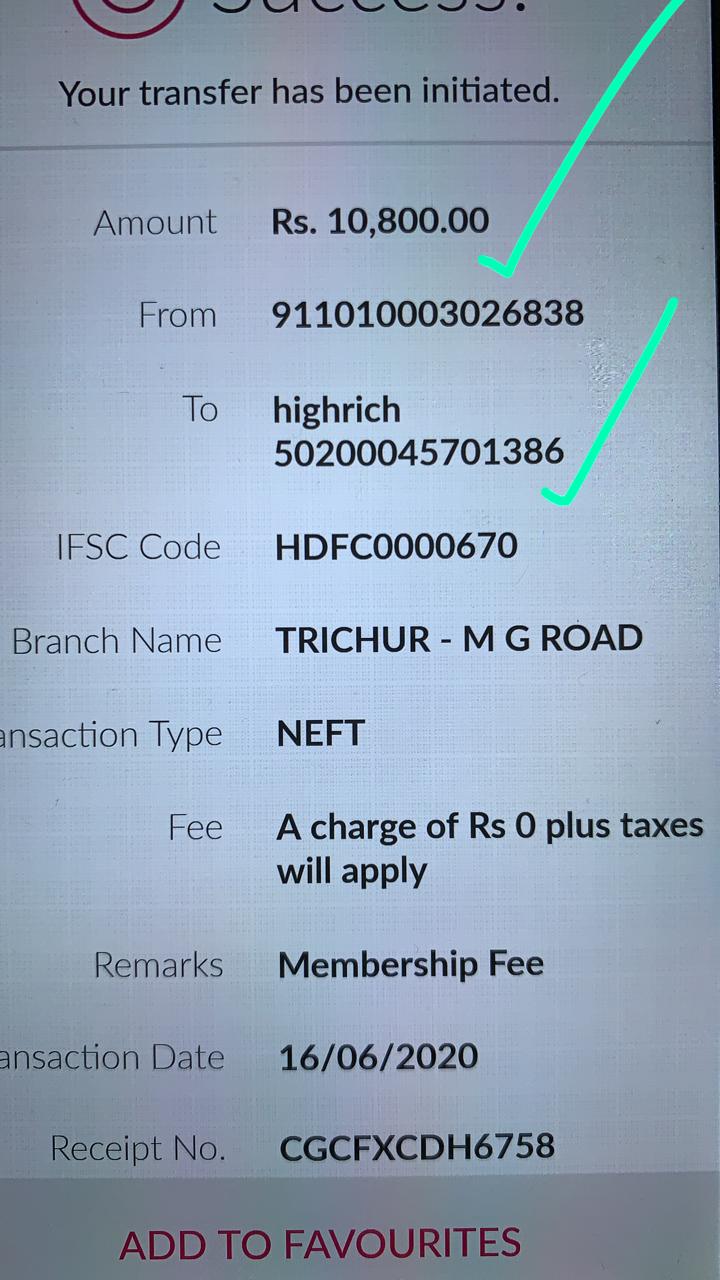 Success!
Your transfer has been initiated.
Amount Rs. 10,800.00
From 911010003026838
To highrich
50200045701386
IFSC Code HDFC0000670
Branch Name TRICHUR - M G ROAD
ansaction Type NEFT
Fee A charge of Rs 0 plus taxes
will apply
Remarks Membership Fee
ansaction Date 16/06/2020
Receipt No. CGCFXCDH6758
ADD TO FAVOURITES